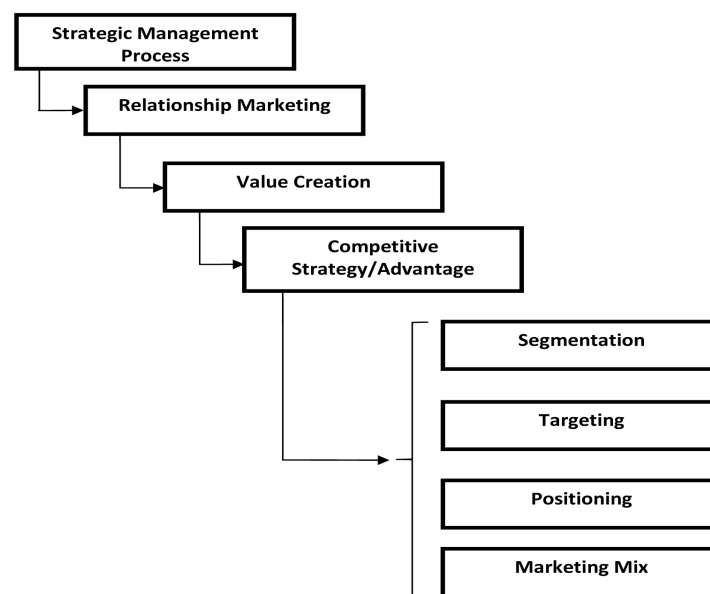 Strategic Management
Process
Relationship Marketing
Value Creation
Competitive
Strategy/Advantage
Segmentation
Targeting
Positioning
Marketing Mix